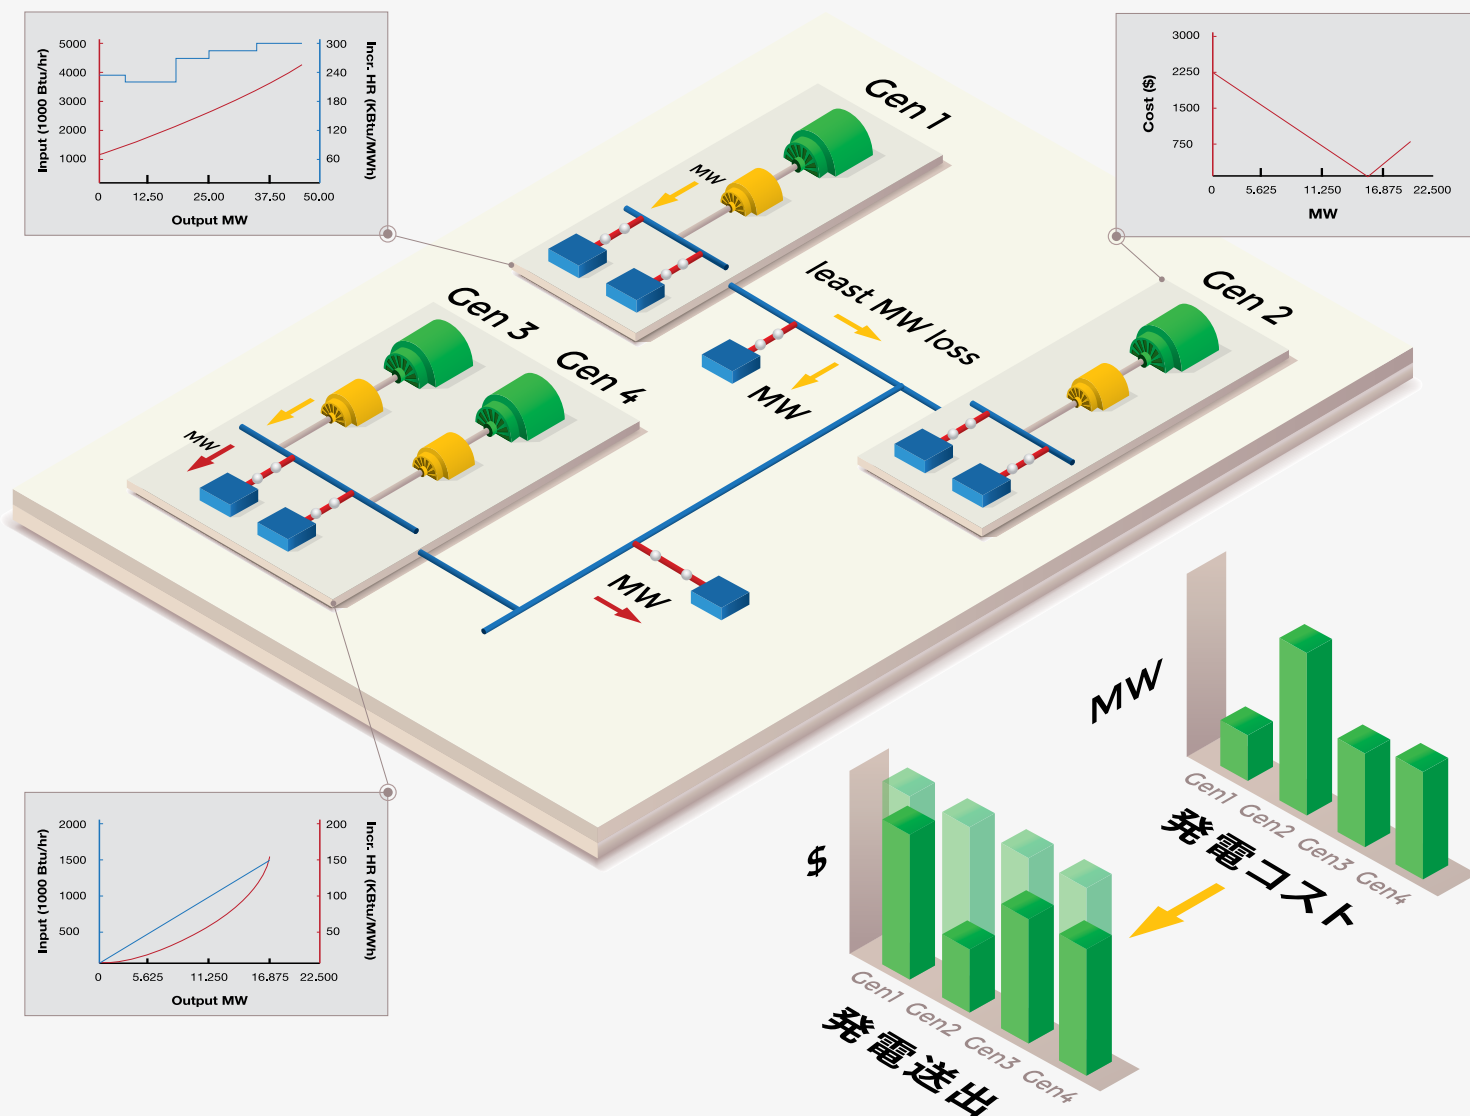 5000
4000
3000
2000
1000
Input (1000 Btu/hr)
300
240
180
120
60
Incr. HR (KBtu/MWh)
0 12.50 25.00 37.50 50.00
Output MW
3000
2250
1500
750
Cost ($)
0 5.625 11.250 16.875 22.500
MW
Gen 1
MW
least MW loss
MW
Gen 2
Gen 3
Gen 4
MW
MW
2000
1500
1000
500
Input (1000 Btu/hr)
200
150
100
50
Incr. HR (KBtu/MWh)
0 5.625 11.250 16.875 22.500
Output MW
MW
Gen1 Gen2 Gen3 Gen4
発電コスト
$
Gen1 Gen2 Gen3 Gen4
発電送出